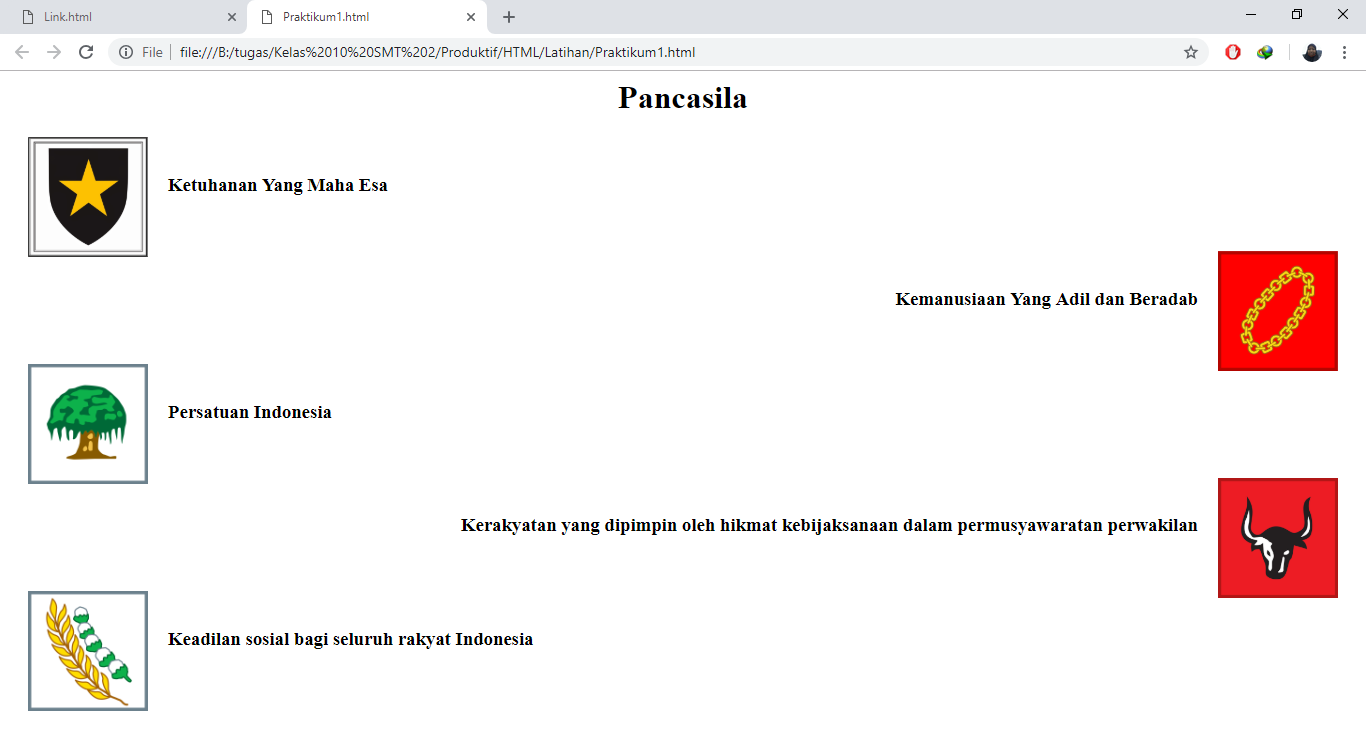 Link.html
Praktikum1.html
File
file:///B:/tugas/Kelas%2010%20SMT%202/Produktif/HTML/Latihan/Praktikum1.html
Pancasila
Ketuhanan Yang Maha Esa
Kemanusiaan Yang Adil dan Beradab
Persatuan Indonesia
Kerakyatan yang dipimpin oleh hikmat kebijaksanaan dalam permusyawaratan perwakilan
Keadilan sosial bagi seluruh rakyat Indonesia